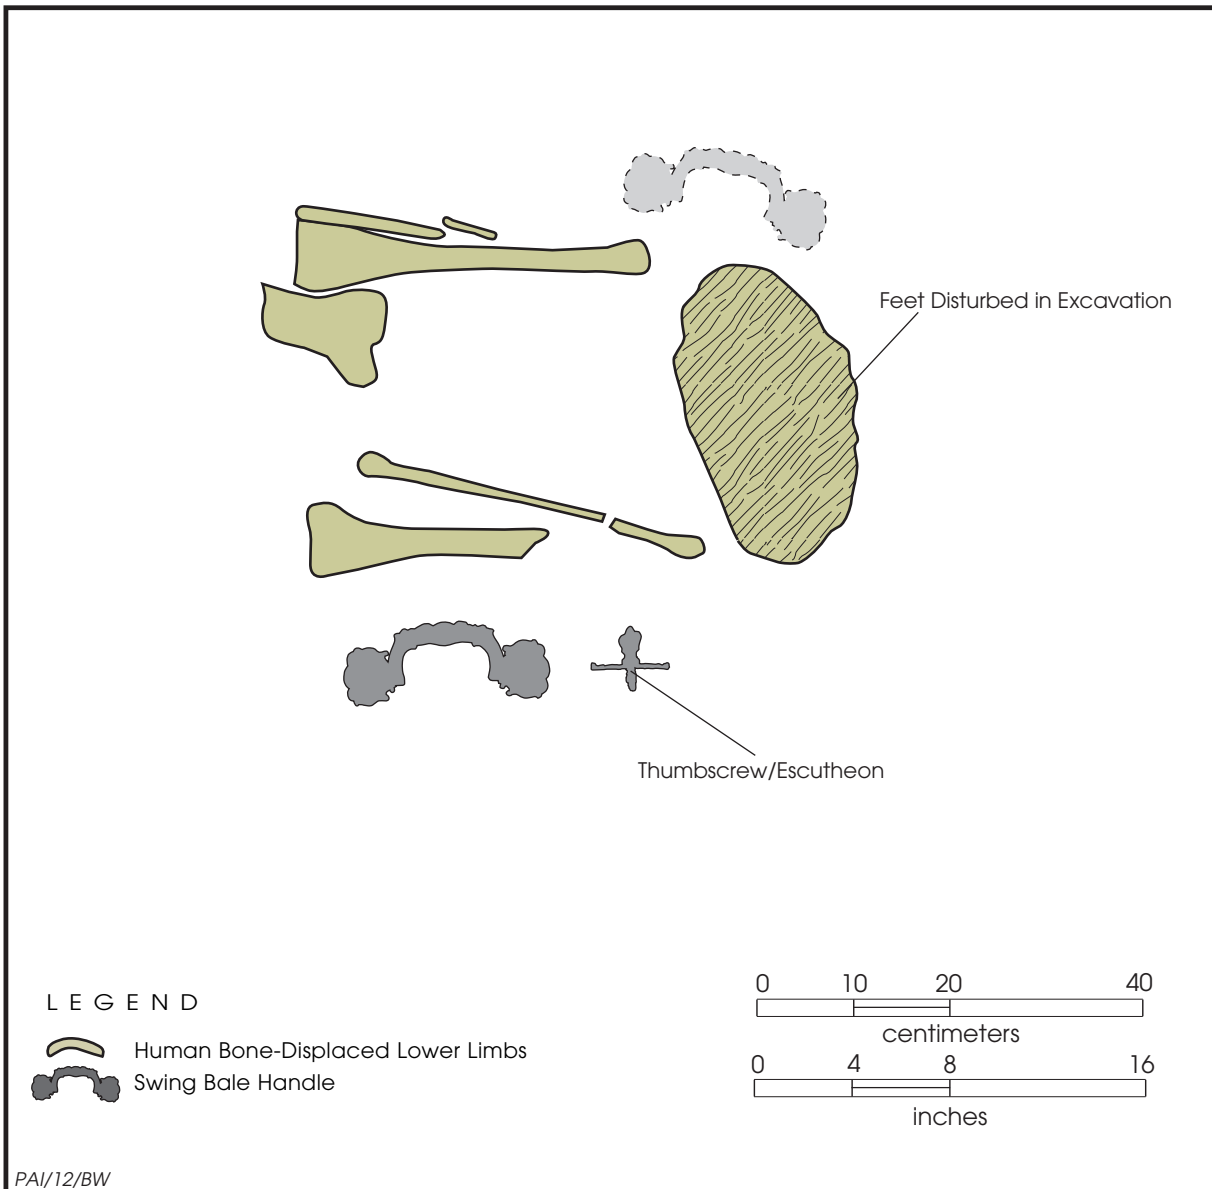 Feet Disturbed in Excavation
Thumbscrew/Escutheon
L E G E N D
Human Bone-Displaced Lower Limbs
Swing Bale Handle
0 10 20 40
centimeters
0 4 8 16
inches
PAI/12/BW